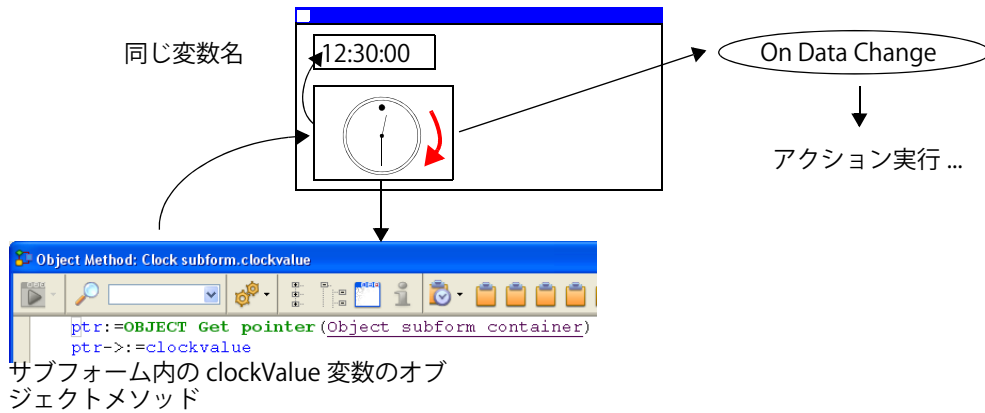 同じ変数名
12:30:00
On Data Change
アクション実行 ...
Object Method: Clock subform.clockvalue
ptr:=OBJECT Get pointer(Object subform container)
ptr->:=clockvalue
サブフォーム内の clockValue 変数のオブ
ジェクトメソッド